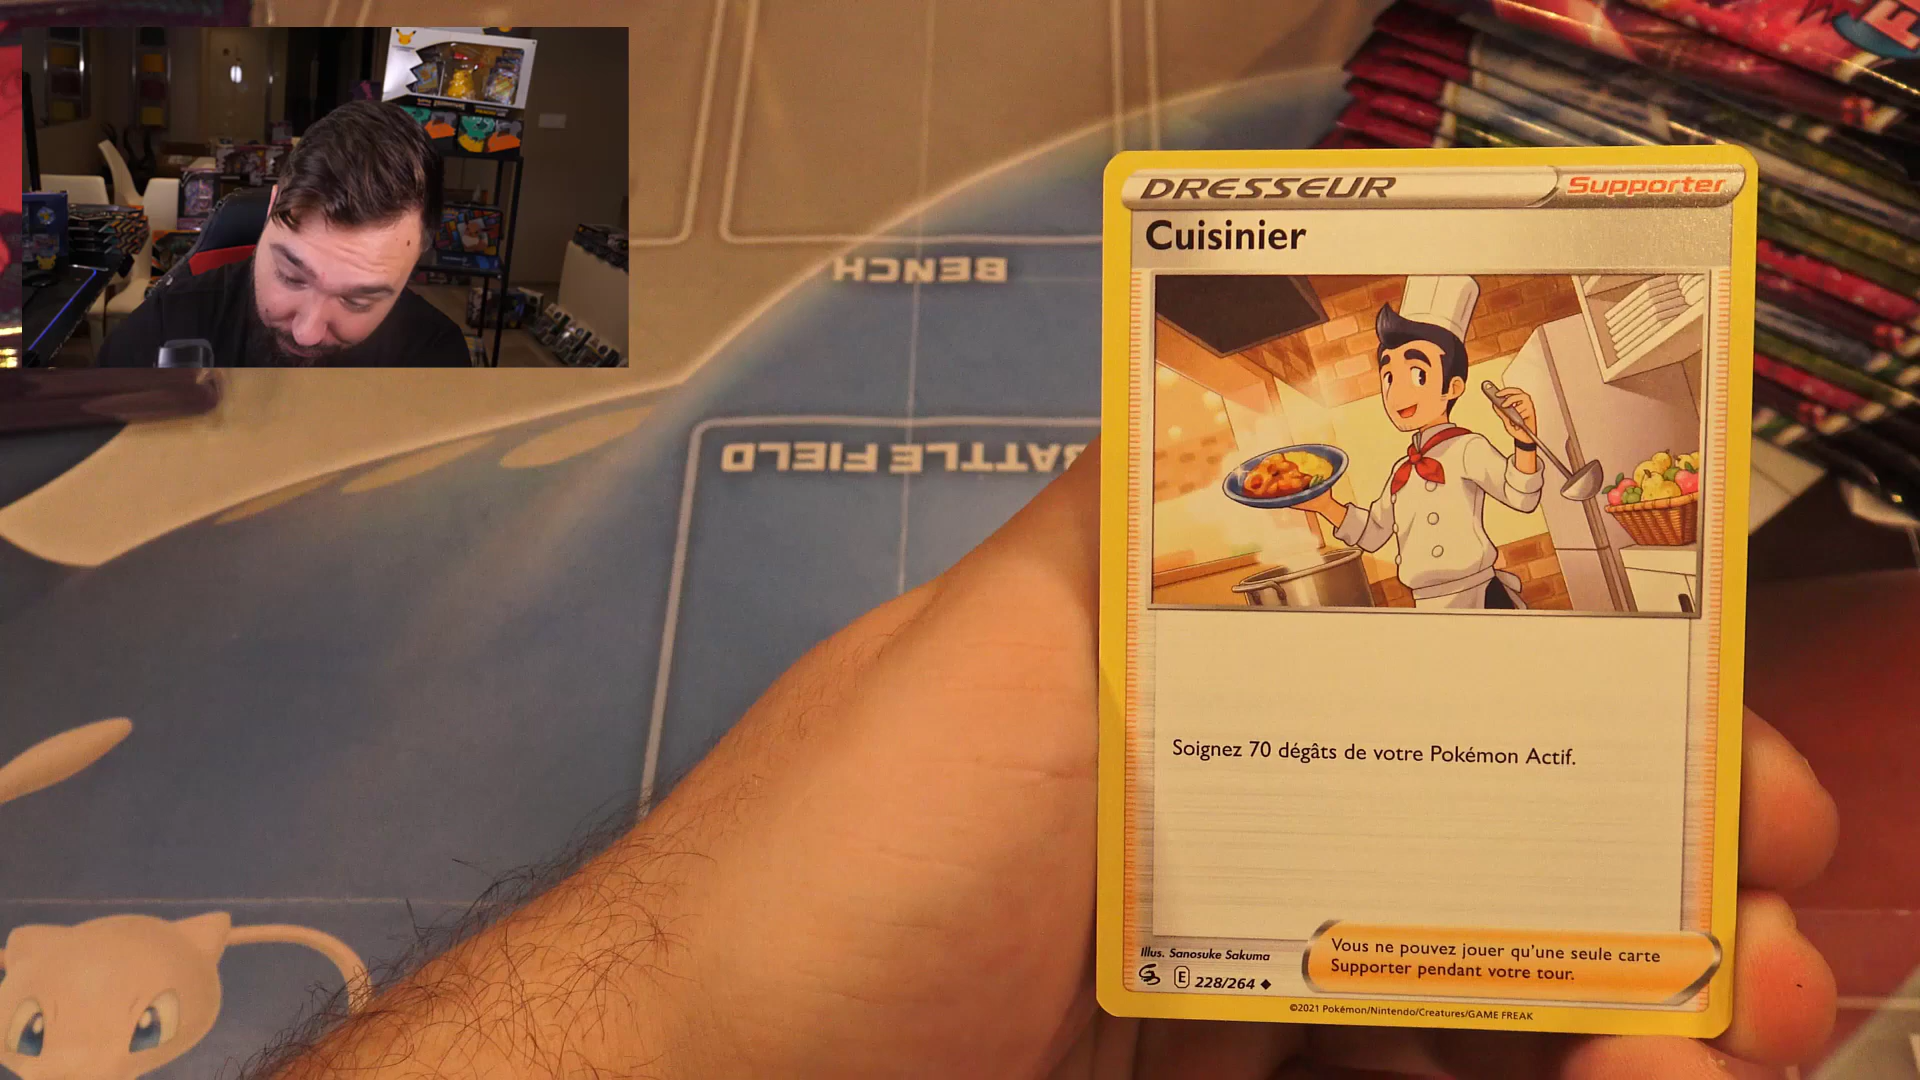 BENCH
BATTLE FIELD
DRESSEUR Supporter
Cuisinier
Soignez 70 dégâts de votre Pokémon Actif.
Vous ne pouvez jouer qu'une seule carte
Supporter pendant votre tour.
Illus. Sanosuke Sakuma
E 228/264
©2021 Pokémon/Nintendo/Creatures/GAME FREAK